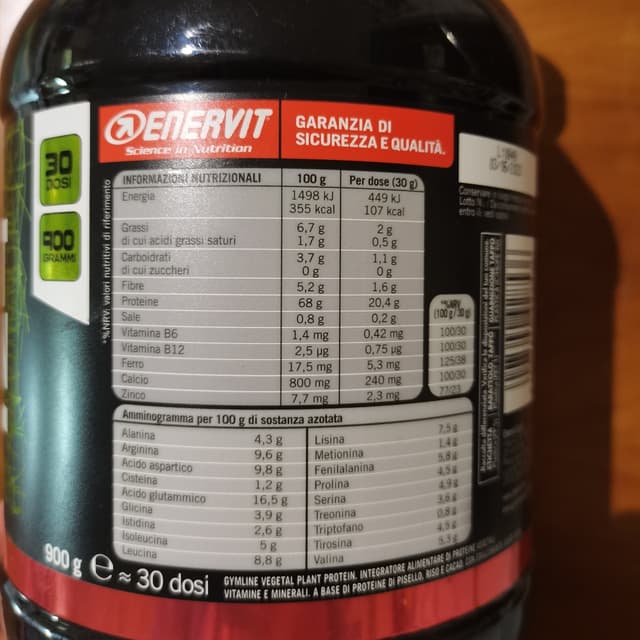 ENERVIT
Science in Nutrition
GARANZIA DI
SICUREZZA E QUALITÀ.
30
DOSI
900
GRAMMI
*%NRV: valori nutritivi di riferimento
INFORMAZIONI NUTRIZIONALI 100 g Per dose (30 g)
Energia 1498 kJ 449 kJ
355 kcal 107 kcal
Grassi 6,7 g 2 g
di cui acidi grassi saturi 1,7 g 0,5 g
Carboidrati 3,7 g 1,1 g
di cui zuccheri 0 g 0 g
Fibre 5,2 g 1,6 g
Proteine 68 g 20,4 g
Sale 0,8 g 0,2 g
*%NRV
(100 g/30 g)
Vitamina B6 1,4 mg 0,42 mg 100/30
Vitamina B12 2,5 µg 0,75 µg 100/30
Ferro 17,5 mg 5,3 mg 125/38
Calcio 800 mg 240 mg 100/30
Zinco 7,7 mg 2,3 mg 77/23
Amminogramma per 100 g di sostanza azotata
Alanina 4,3 g
Arginina 9,6 g
Acido aspartico 9,8 g
Cisteina 1,2 g
Acido glutammico 16,5 g
Glicina 3,9 g
Istidina 2,6 g
Isoleucina 5 g
Leucina 8,8 g
Lisina 7,5 g
Metionina 1,4 g
Fenilalanina 5,8 g
Prolina 4,5 g
Serina 4,9 g
Treonina 3,6 g
Triptofano 0,8 g
Tirosina 4,5 g
Valina 5,3 g
900 g e ≈ 30 dosi
GYMLINE VEGETAL PLANT PROTEIN. INTEGRATORE ALIMENTARE DI PROTEINE
VITAMINE E MINERALI. A BASE DI PROTEINE DI PISELLO, RISO E CACAO,
Conservare
Lotto N.